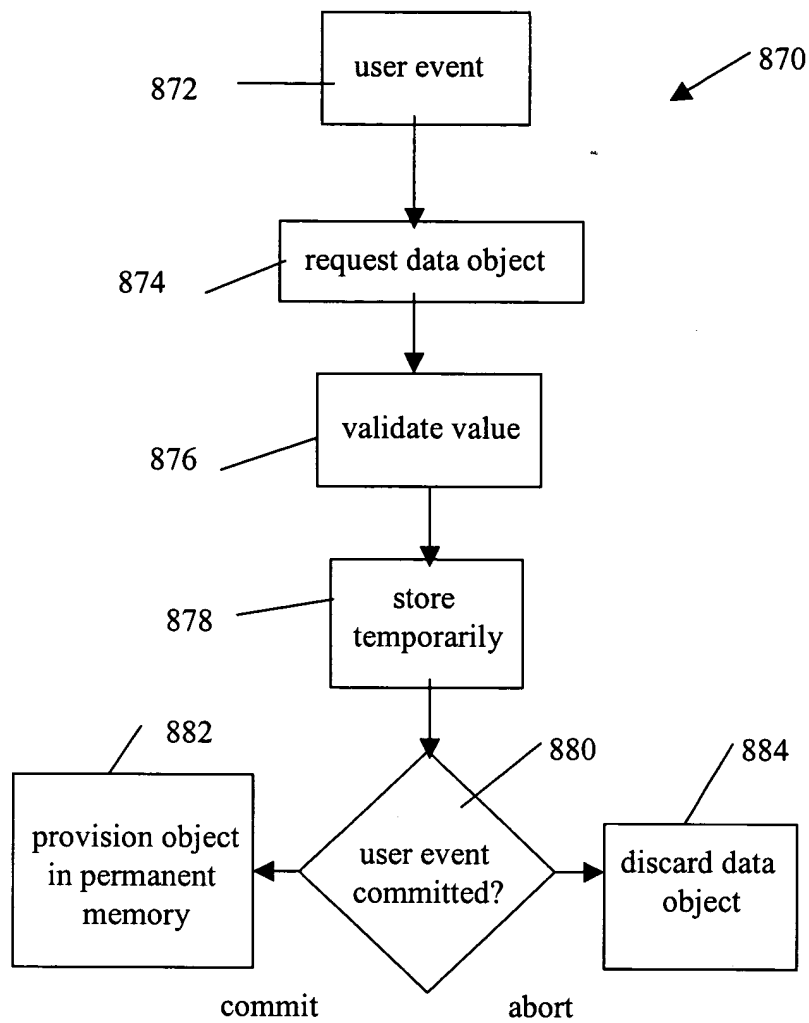 user event
870
872
request data object
874
validate value
876
store
temporarily
878
882
880
884
provision object
in permanent
memory
user event
committed?
discard data
object
commit
abort